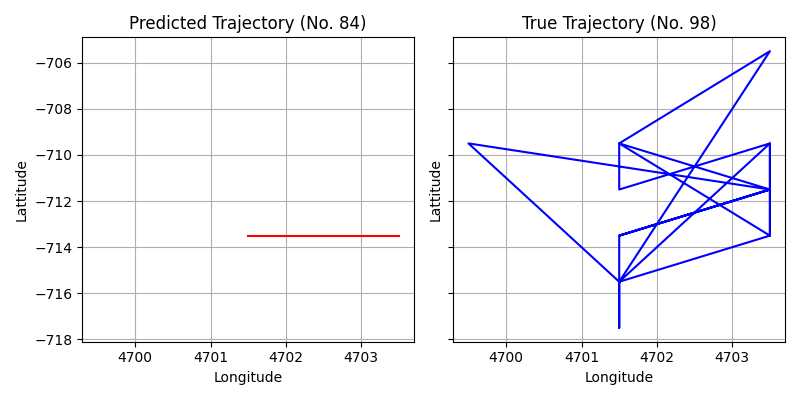 Predicted Trajectory (No. 84)
True Trajectory (No. 98)
−706
−708
−710
−712
−714
−716
−718
Lattitude
Lattitude
4700
4701
4702
4703
4700
4701
4702
4703
Longitude
Longitude